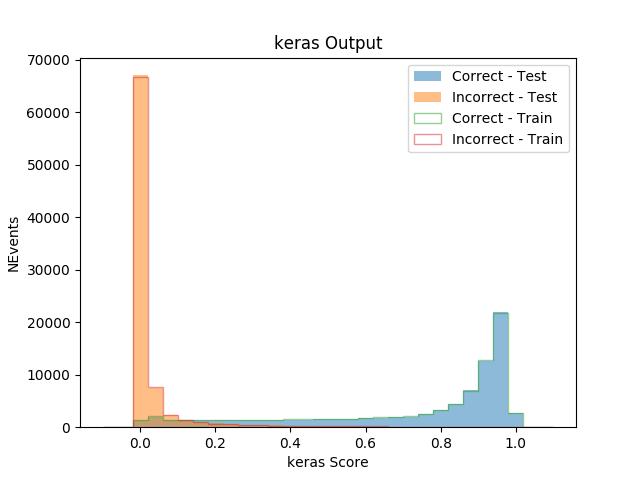 keras Output
Correct - Test
Incorrect - Test
Correct - Train
Incorrect - Train
NEvents
70000
60000
50000
40000
30000
20000
10000
0
0.0 0.2 0.4 0.6 0.8 1.0
keras Score